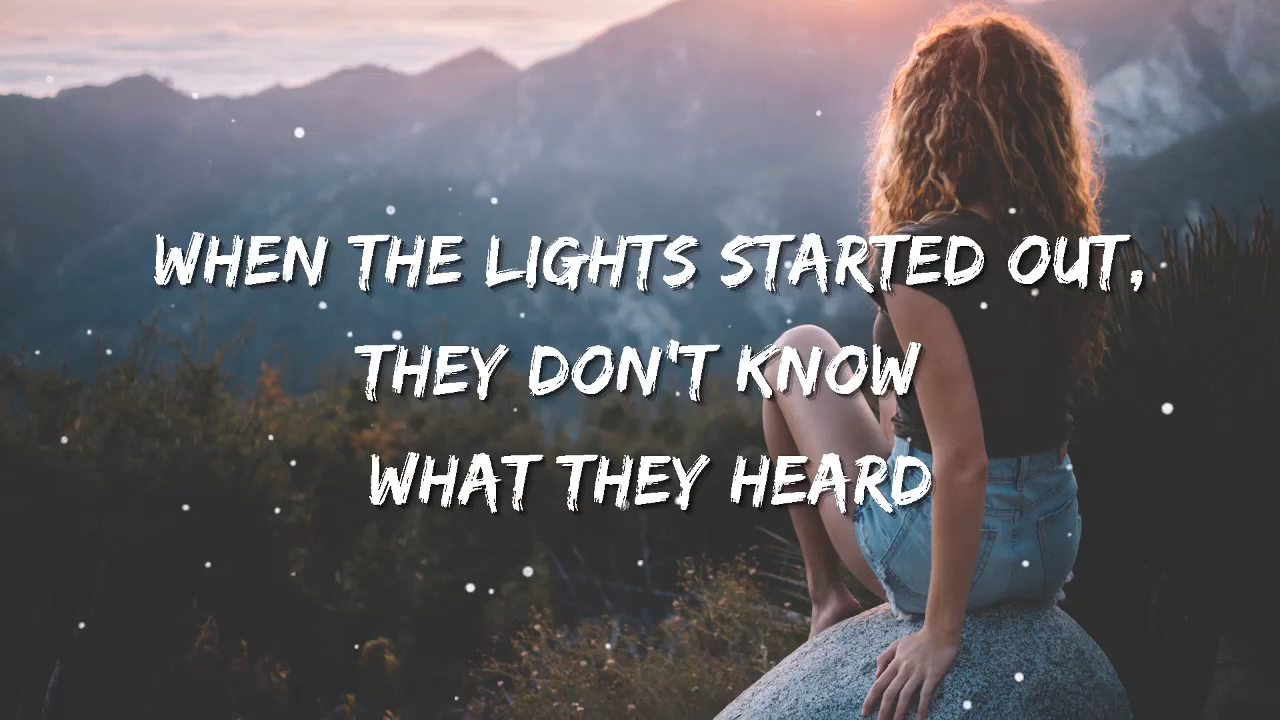 WHEN THE LIGHTS STARTED OUT,
THEY DON'T KNOW
WHAT THEY HEARD